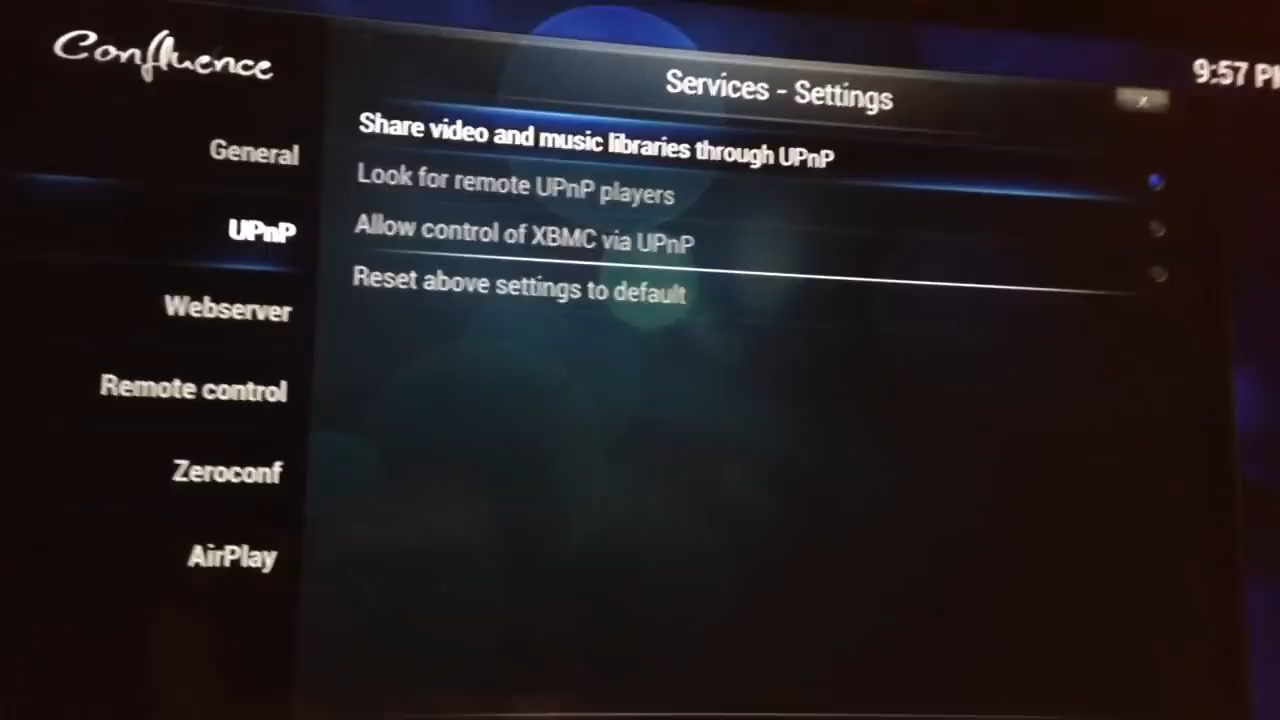 Confluence
9:57 P
Services - Settings
x
General
UPnP
Webserver
Remote control
Zeroconf
AirPlay
Share video and music libraries through UPnP
Look for remote UPnP players
Allow control of XBMC via UPnP
Reset above settings to default